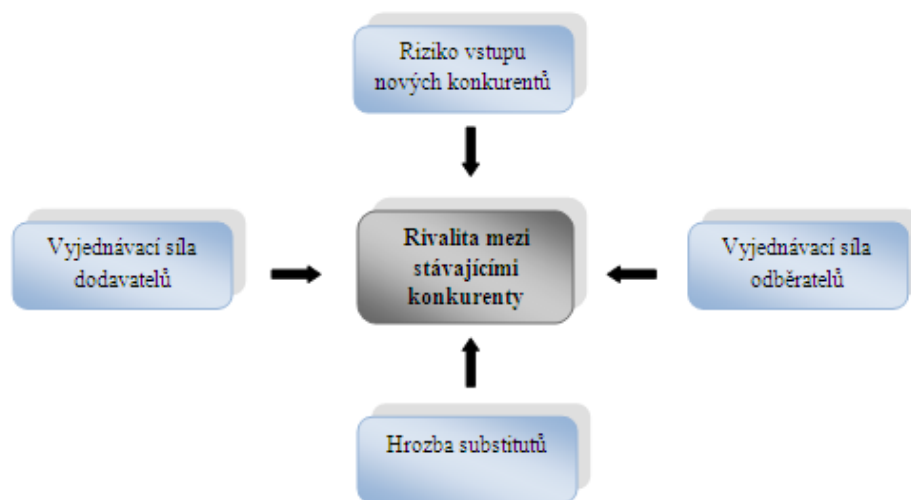 Riziko vstupu
nových konkurentů
Vyjednávací síla
dodavatelů
Rivalita mezi
stávajícími
konkurenty
Vyjednávací síla
odběratelů
Hrozba substitutů